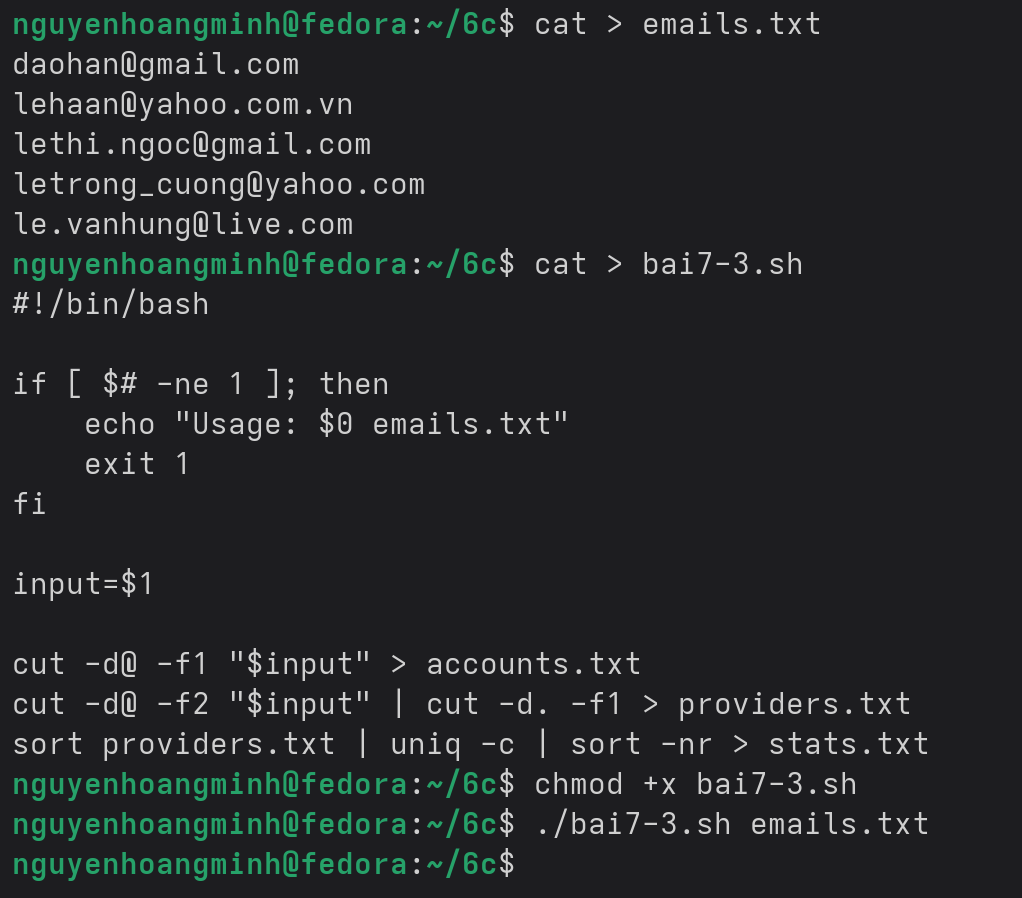 nguyenhoangminh@fedora:~/6c$ cat > emails.txt
daohan@gmail.com
lehaan@yahoo.com.vn
lethi.ngoc@gmail.com
letrong_cuong@yahoo.com
le.vanhung@live.com
nguyenhoangminh@fedora:~/6c$ cat > bai7-3.sh
#!/bin/bash

if [ $# -ne 1 ]; then
    echo "Usage: $0 emails.txt"
    exit 1
fi

input=$1

cut -d@ -f1 "$input" > accounts.txt
cut -d@ -f2 "$input" | cut -d. -f1 > providers.txt
sort providers.txt | uniq -c | sort -nr > stats.txt
nguyenhoangminh@fedora:~/6c$ chmod +x bai7-3.sh
nguyenhoangminh@fedora:~/6c$ ./bai7-3.sh emails.txt
nguyenhoangminh@fedora:~/6c$